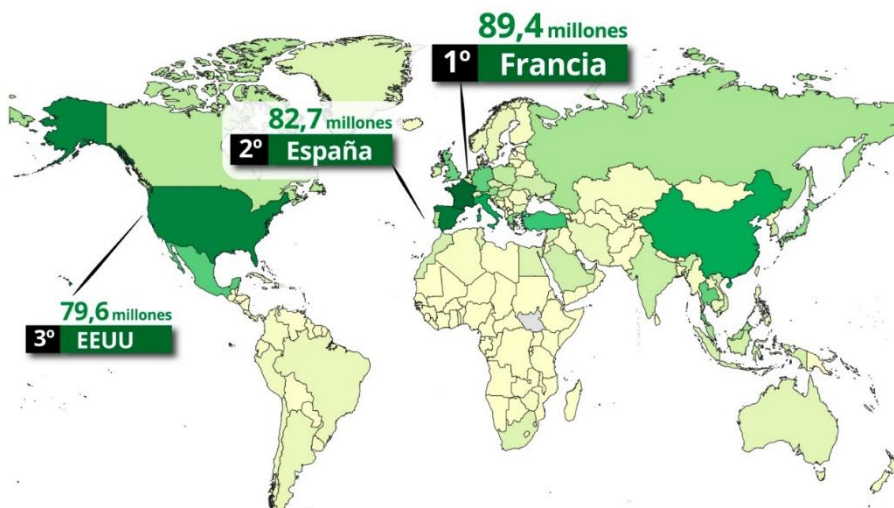 89,4 millones
1º Francia
82,7 millones
2º España
79,6 millones
3º EEUU